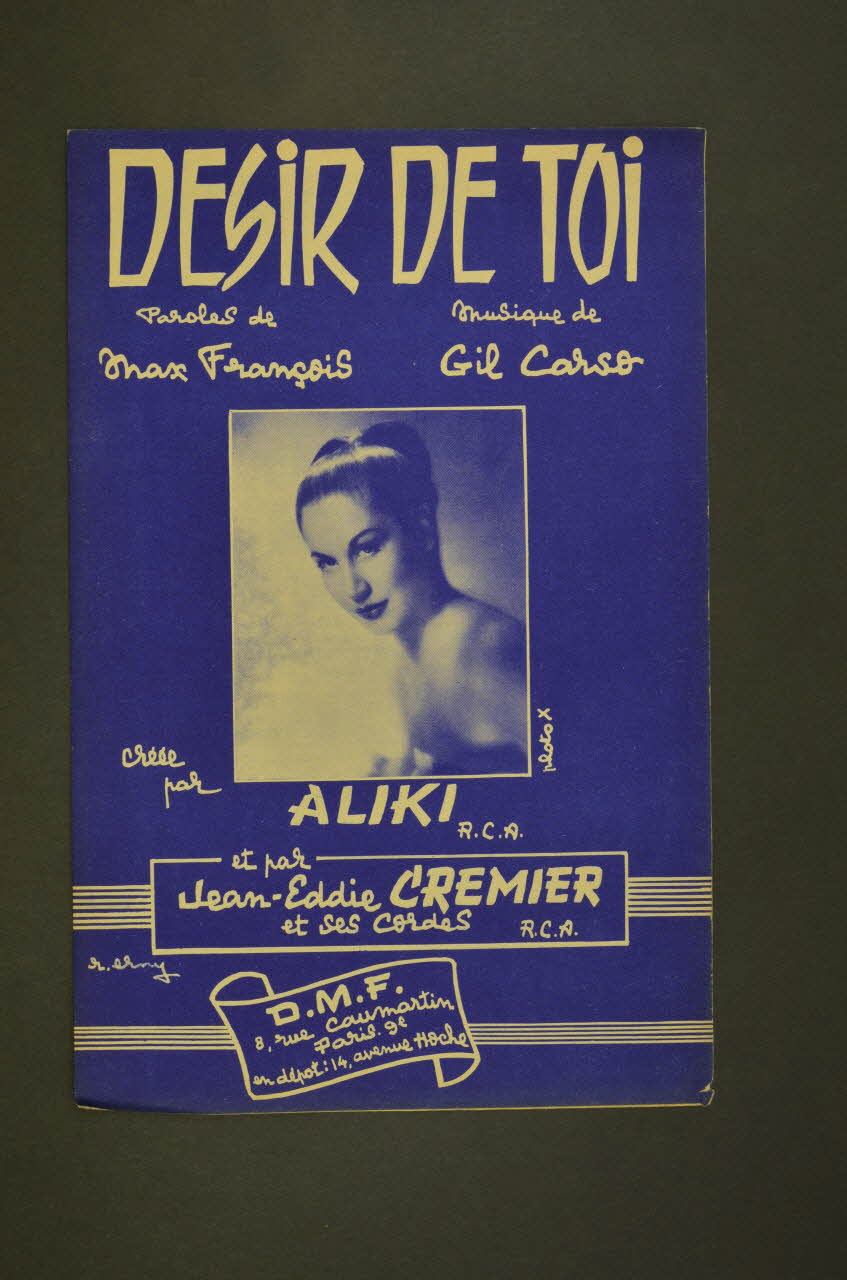 DESiR DE TOi
Paroles de
Musique de
Max François
Gil Carso
photo X
créée
par
ALIKI
R.C.A.
et par
Jean-Eddie CREMIER
et ses cordes R.C.A.
D.M.F.
8, rue Caumartin
Paris.9e
en dépot: 14, avenue Hoche